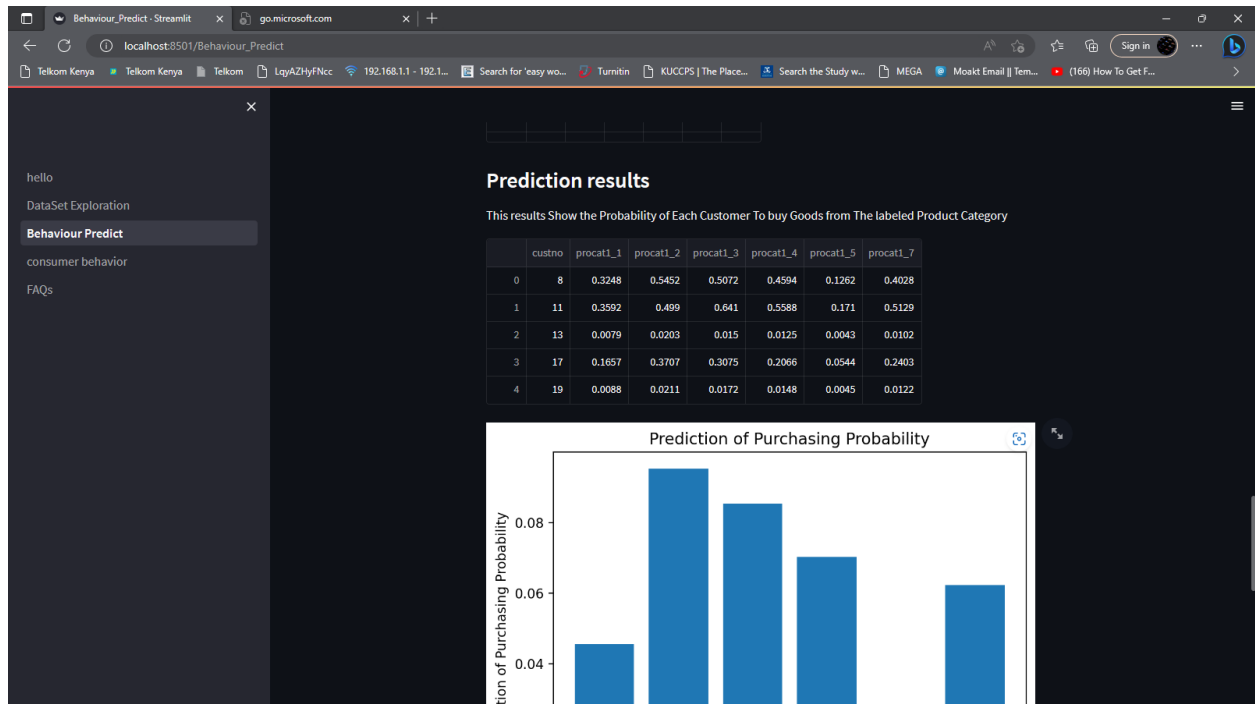 Behaviour_Predict · Streamlit
go.microsoft.com
localhost:8501/Behaviour_Predict
Sign in
Telkom Kenya
Telkom Kenya
Telkom
LqyAZHyFNcc
192.168.1.1 - 192.1...
Search for 'easy wo...
Turnitin
KUCCPS | The Place...
Search the Study w...
MEGA
Moakt Email || Tem...
(166) How To Get F...
hello
DataSet Exploration
Behaviour Predict
consumer behavior
FAQs
Prediction results
This results Show the Probability of Each Customer To buy Goods from The labeled Product Category
custno procat1_1 procat1_2 procat1_3 procat1_4 procat1_5 procat1_7
0 8 0.3248 0.5452 0.5072 0.4594 0.1262 0.4028
1 11 0.3592 0.499 0.641 0.5588 0.171 0.5129
2 13 0.0079 0.0203 0.015 0.0125 0.0043 0.0102
3 17 0.1657 0.3707 0.3075 0.2066 0.0544 0.2403
4 19 0.0088 0.0211 0.0172 0.0148 0.0045 0.0122
Prediction of Purchasing Probability
tion of Purchasing Probability
0.08
0.06
0.04